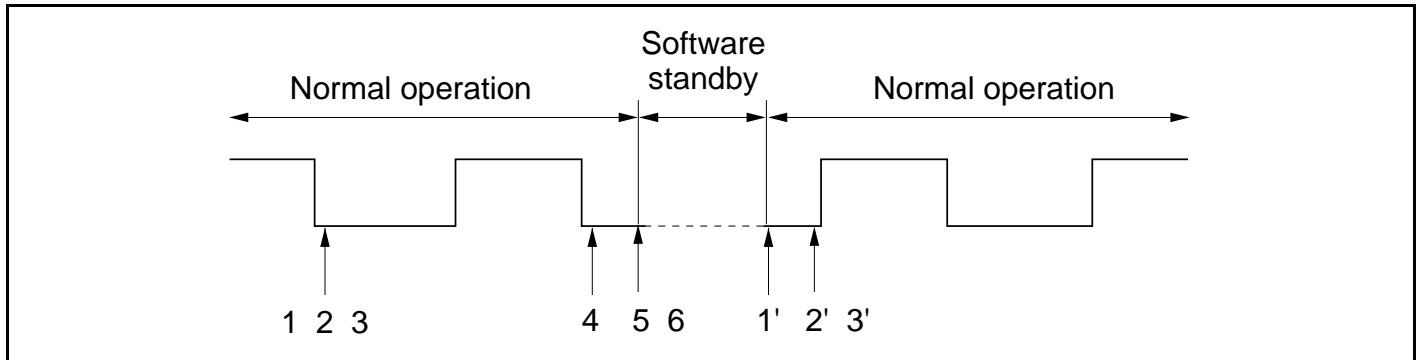 Software
standby
Normal operation
Normal operation
1 2 3
4
5 6
1'
2' 3'